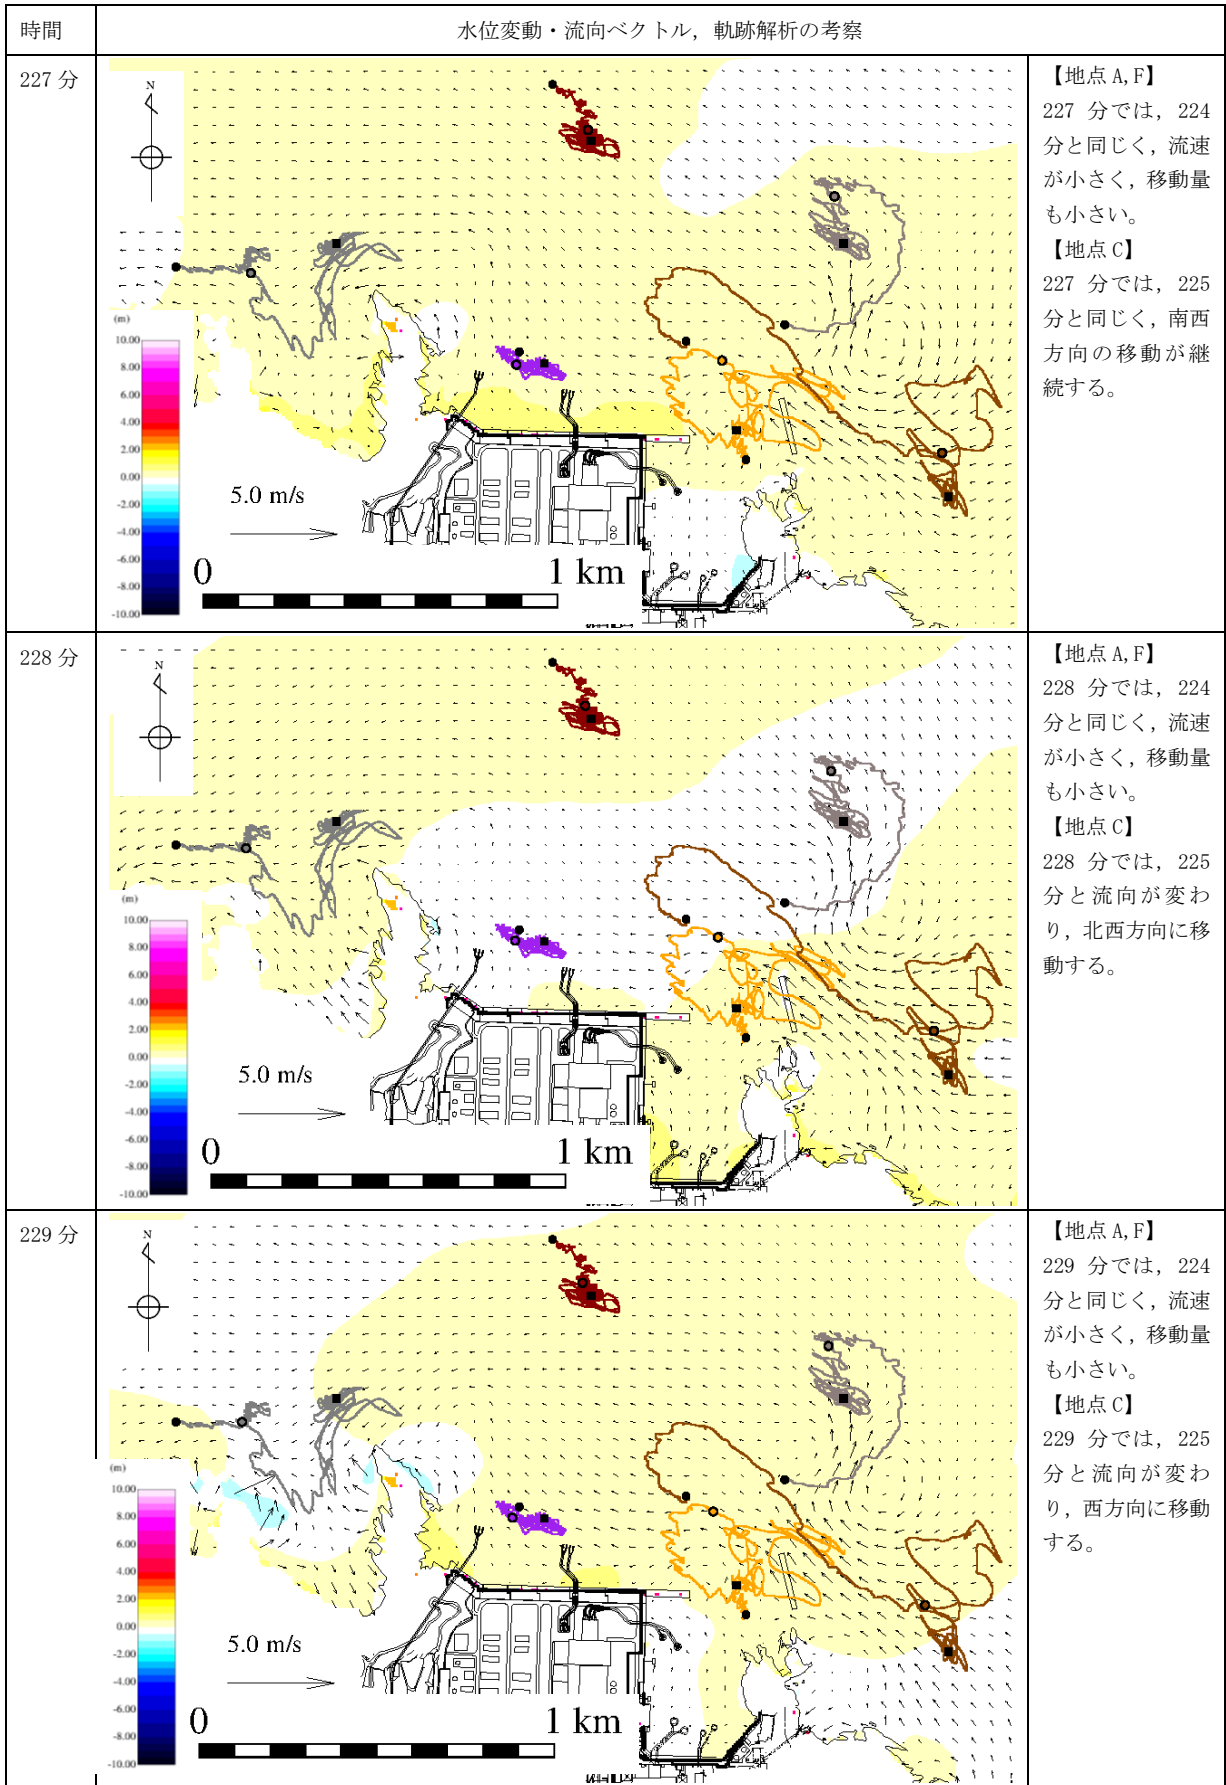 時間
水位変動・流向ベクトル，軌跡解析の考察
227 分
N
(m)
10.00
8.00
6.00
4.00
2.00
0.00
-2.00
-4.00
-6.00
-8.00
-10.00
5.0 m/s
0
1 km
【地点 A,F】
227 分では，224
分と同じく，流速
が小さく，移動量
も小さい。
【地点 C】
227 分では，225
分と同じく，南西
方向の移動が継
続する。
228 分
N
(m)
10.00
8.00
6.00
4.00
2.00
0.00
-2.00
-4.00
-6.00
-8.00
-10.00
5.0 m/s
0
1 km
【地点 A,F】
228 分では，224
分と同じく，流速
が小さく，移動量
も小さい。
【地点 C】
228 分では，225
分と流向が変わ
り，北西方向に移
動する。
229 分
N
(m)
10.00
8.00
6.00
4.00
2.00
0.00
-2.00
-4.00
-6.00
-8.00
-10.00
5.0 m/s
0
1 km
【地点 A,F】
229 分では，224
分と同じく，流速
が小さく，移動量
も小さい。
【地点 C】
229 分では，225
分と流向が変わ
り，西方向に移動
する。